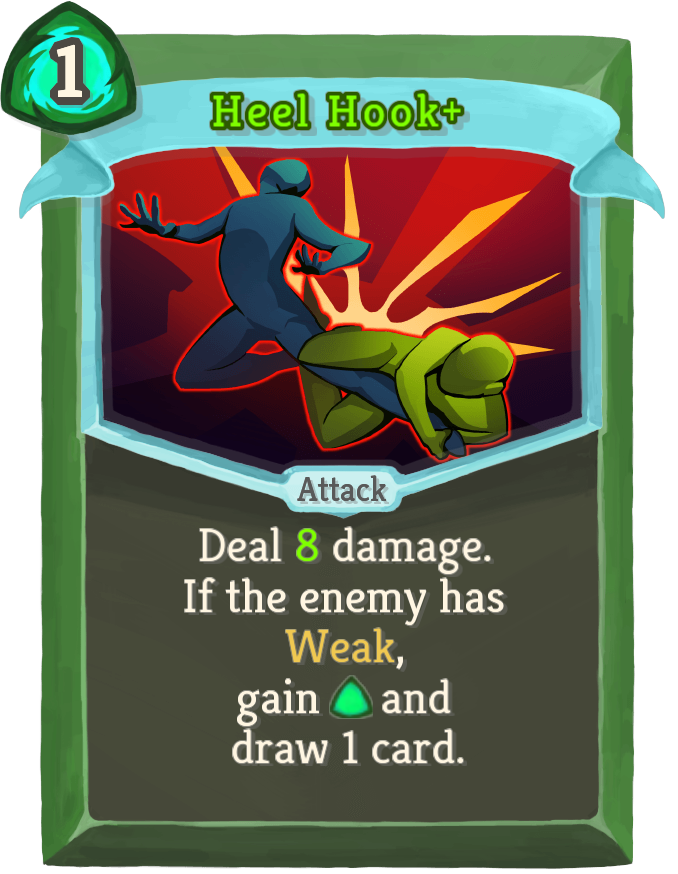 1
Heel Hook+
Attack
Deal 8 damage.
If the enemy has
Weak,
gain and
draw 1 card.